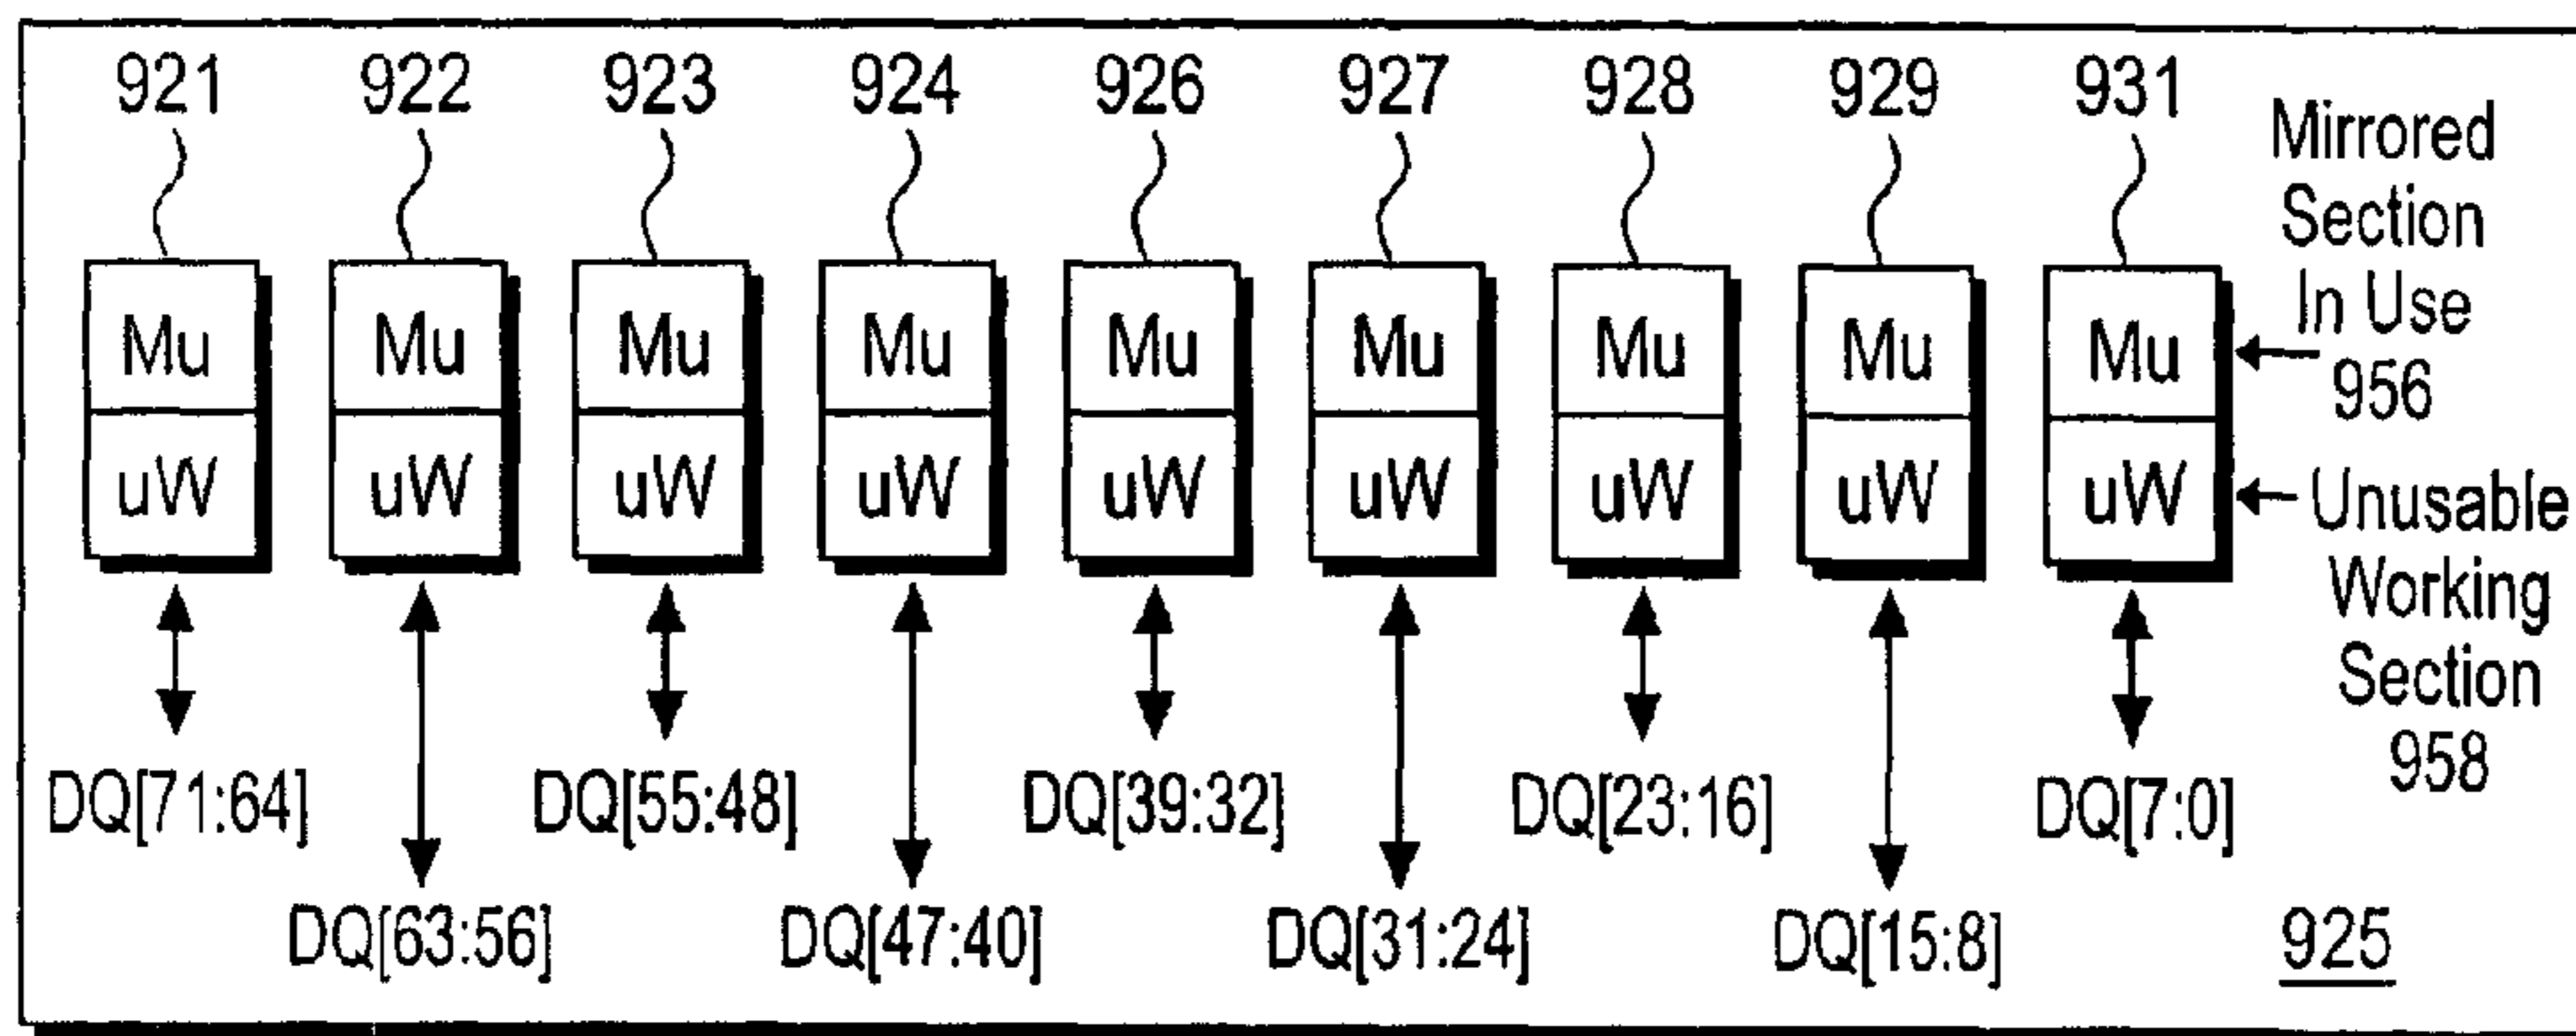 921 922 923 924 926 927 928 929 931
Mirrored
Section
In Use
956
Mu Mu Mu Mu Mu Mu Mu Mu Mu
uW uW uW uW uW uW uW uW uW
Unusable
Working
Section
958
DQ[71:64] DQ[55:48] DQ[39:32] DQ[23:16] DQ[7:0]
DQ[63:56] DQ[47:40] DQ[31:24] DQ[15:8]
925